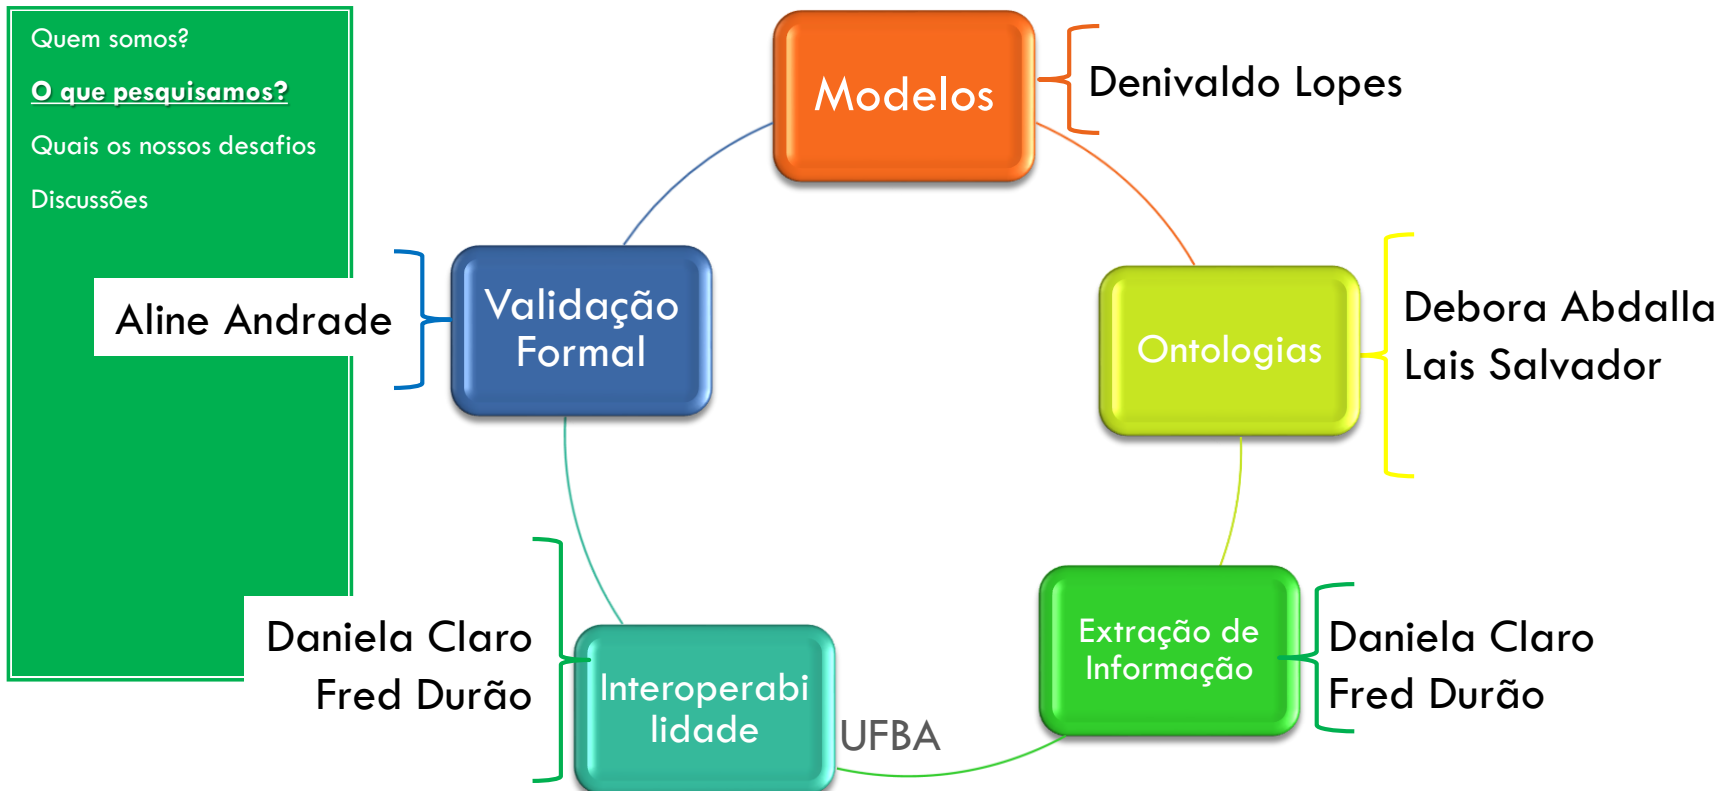 Quem somos?
O que pesquisamos?
Quais os nossos desafios
Discussões
Modelos
Denivaldo Lopes
Validação
Formal
Aline Andrade
Ontologias
Debora Abdalla
Lais Salvador
Extração de
Informação
Daniela Claro
Fred Durão
Interoperabi
lidade
Daniela Claro
Fred Durão
UFBA